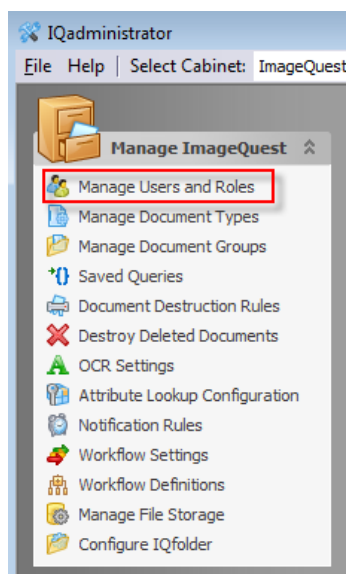 IQadministrator
File Help Select Cabinet: ImageQuest
Manage ImageQuest
Manage Users and Roles
Manage Document Types
Manage Document Groups
Saved Queries
Document Destruction Rules
Destroy Deleted Documents
OCR Settings
Attribute Lookup Configuration
Notification Rules
Workflow Settings
Workflow Definitions
Manage File Storage
Configure IQfolder